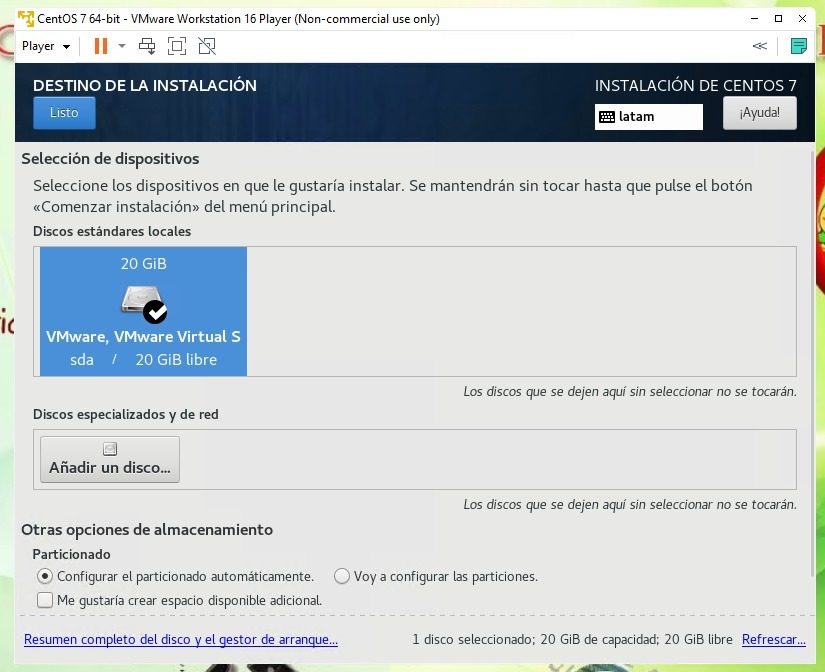 CentOS 7 64-bit - VMware Workstation 16 Player (Non-commercial use only)
Player
DESTINO DE LA INSTALACIÓN
INSTALACIÓN DE CENTOS 7
Listo
latam
¡Ayuda!
Selección de dispositivos
Seleccione los dispositivos en que le gustaría instalar. Se mantendrán sin tocar hasta que pulse el botón
«Comenzar instalación» del menú principal.
Discos estándares locales
20 GiB
VMware, VMware Virtual S
sda / 20 GiB libre
Los discos que se dejen aquí sin seleccionar no se tocarán.
Discos especializados y de red
Añadir un disco...
Los discos que se dejen aquí sin seleccionar no se tocarán.
Otras opciones de almacenamiento
Particionado
Configurar el particionado automáticamente. Voy a configurar las particiones.
Me gustaría crear espacio disponible adicional.
Resumen completo del disco y el gestor de arranque... 1 disco seleccionado; 20 GiB de capacidad; 20 GiB libre Refrescar...